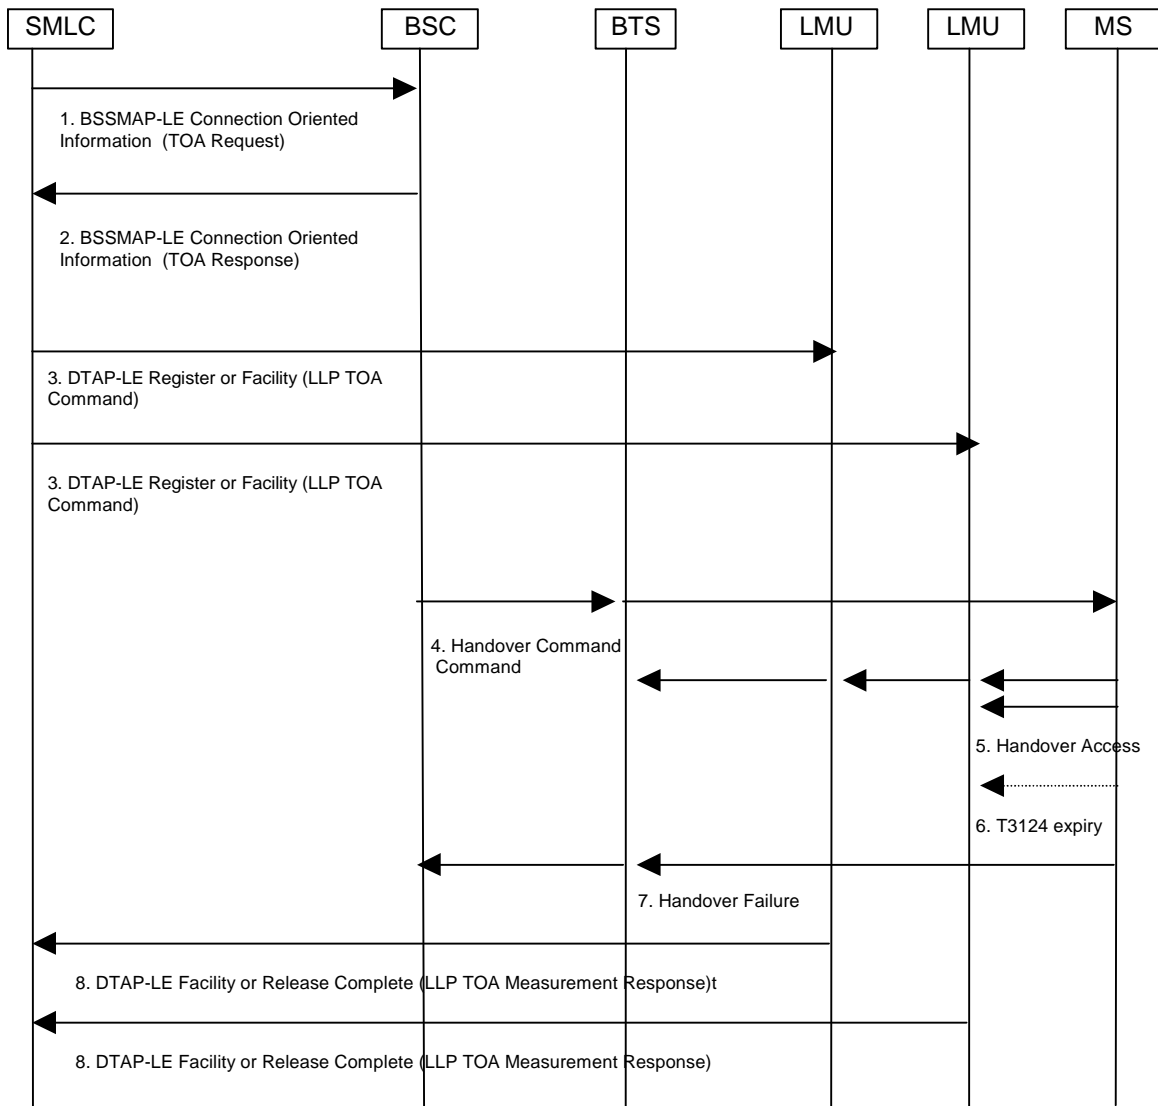 SMLC BSC BTS LMU LMU MS
1. BSSMAP-LE Connection Oriented
Information  (TOA Request)
2. BSSMAP-LE Connection Oriented
Information  (TOA Response)
3. DTAP-LE Register or Facility (LLP TOA
Command)
3. DTAP-LE Register or Facility (LLP TOA
Command)
4. Handover Command
Command
5. Handover Access
6. T3124 expiry
7. Handover Failure
8. DTAP-LE Facility or Release Complete (LLP TOA Measurement Response)t
8. DTAP-LE Facility or Release Complete (LLP TOA Measurement Response)